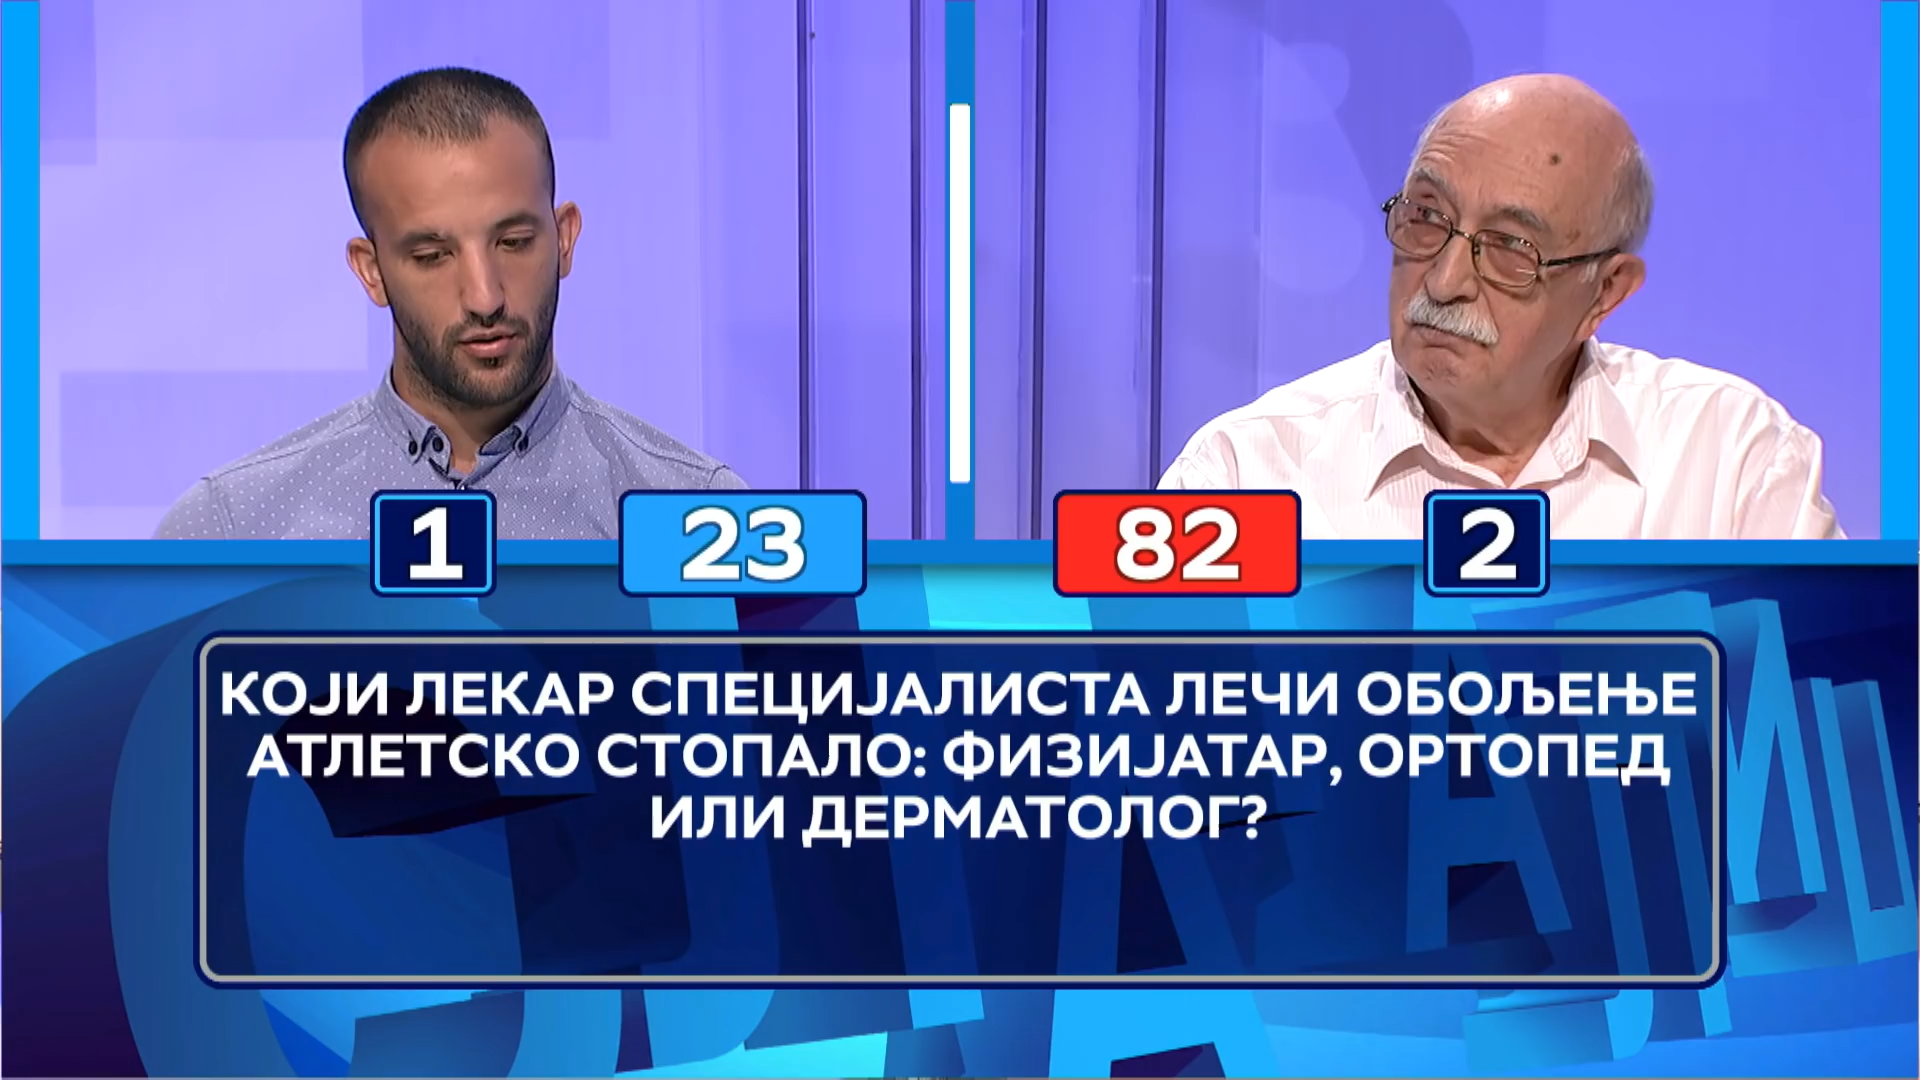 1 23 82 2
КОЈИ ЛЕКАР СПЕЦИЈАЛИСТА ЛЕЧИ ОБОЉЕЊЕ
АТЛЕТСКО СТОПАЛО: ФИЗИЈАТАР, ОРТОПЕД
ИЛИ ДЕРМАТОЛОГ?